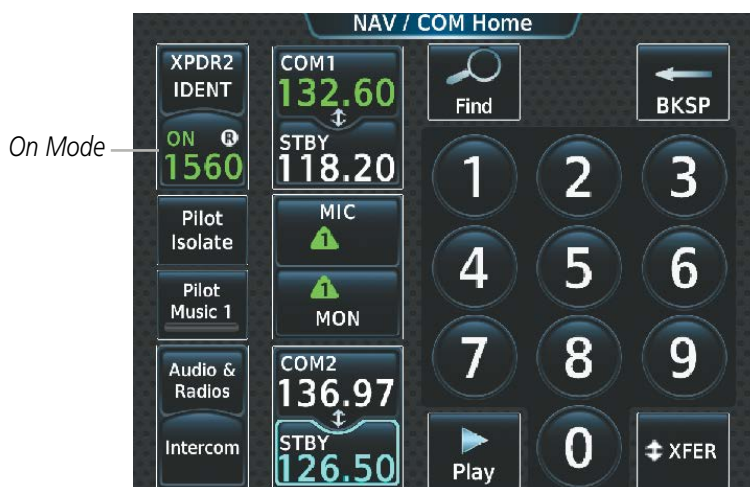 NAV / COM Home
On Mode
XPDR2
IDENT
ON R
1560
Pilot
Isolate
Pilot
Music 1
Audio &
Radios
Intercom
COM1
132.60
STBY
118.20
MIC
1
1
MON
COM2
136.97
STBY
126.50
Find
BKSP
1 2 3
4 5 6
7 8 9
Play
0
XFER